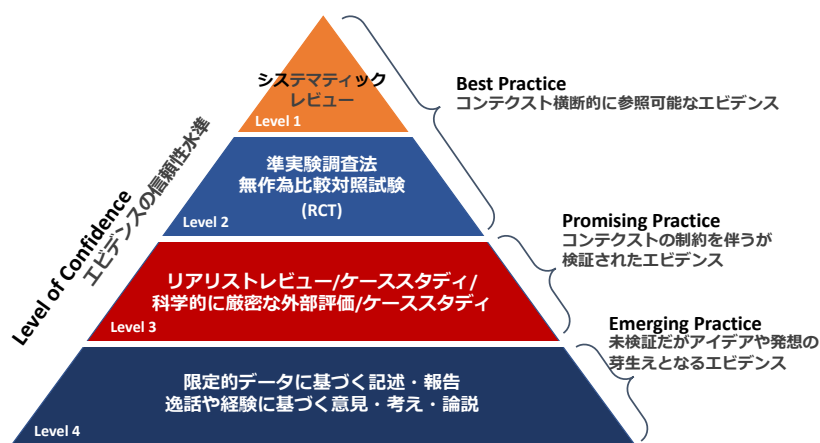 システマティック
レビュー
Level 1
Best Practice
コンテクスト横断的に参照可能なエビデンス
準実験調査法
無作為比較対照試験
(RCT)
Level 2
Level of Confidence
エビデンスの信頼性水準
Promising Practice
コンテクストの制約を伴うが
検証されたエビデンス
リアリストレビュー/ケーススタディ/
科学的に厳密な外部評価/ケーススタディ
Level 3
Emerging Practice
未検証だがアイデアや発想の
芽生えとなるエビデンス
限定的データに基づく記述・報告
逸話や経験に基づく意見・考え・論説
Level 4